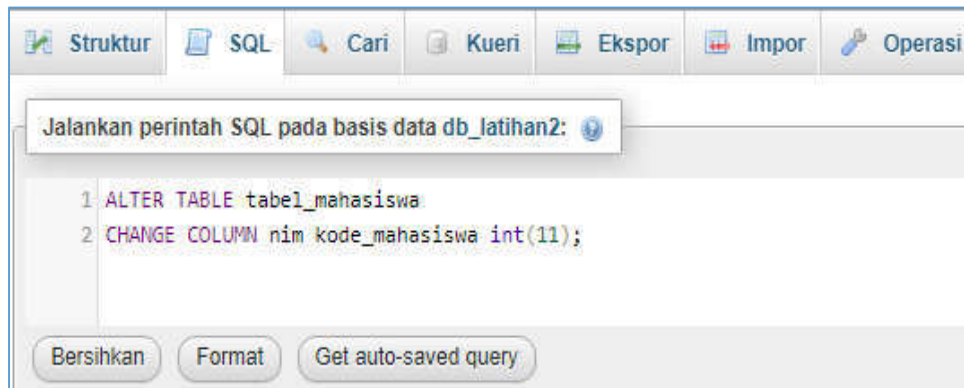 Struktur SQL Cari Kueri Ekspor Impor Operasi
Jalankan perintah SQL pada basis data db_latihan2:
1 ALTER TABLE tabel_mahasiswa
2 CHANGE COLUMN nim kode_mahasiswa int(11);
Bersihkan Format Get auto-saved query